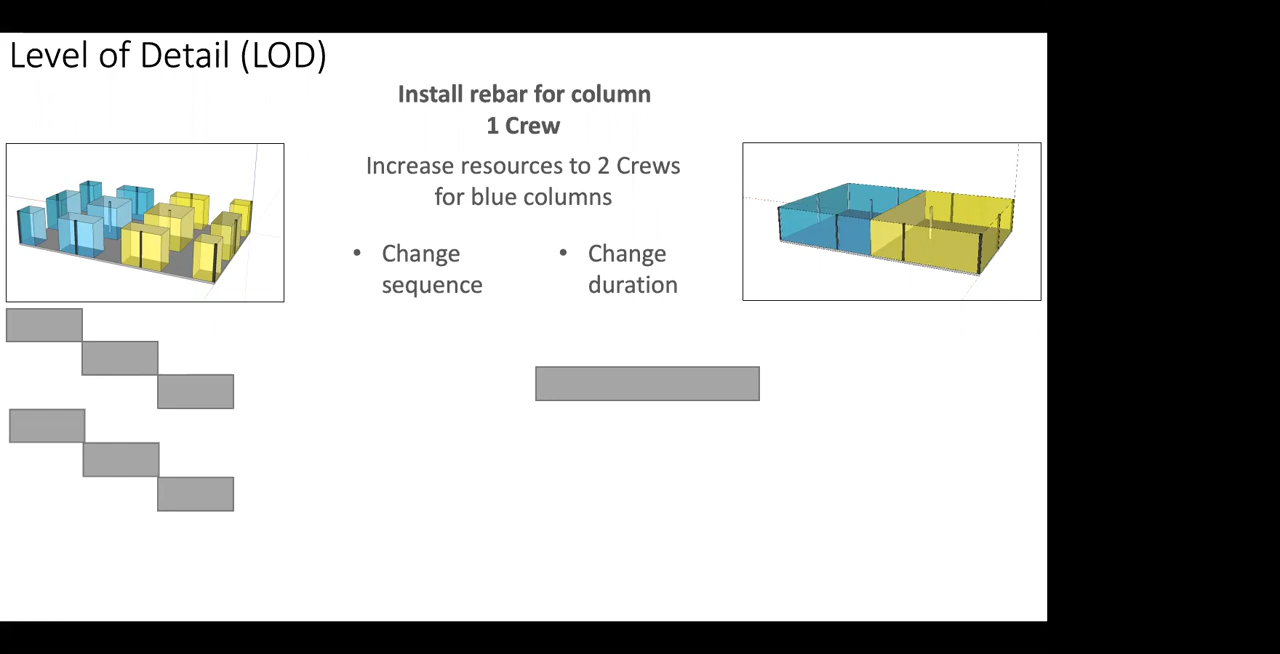 Level of Detail (LOD)
Install rebar for column
1 Crew
Increase resources to 2 Crews
for blue columns
• Change
sequence
• Change
duration